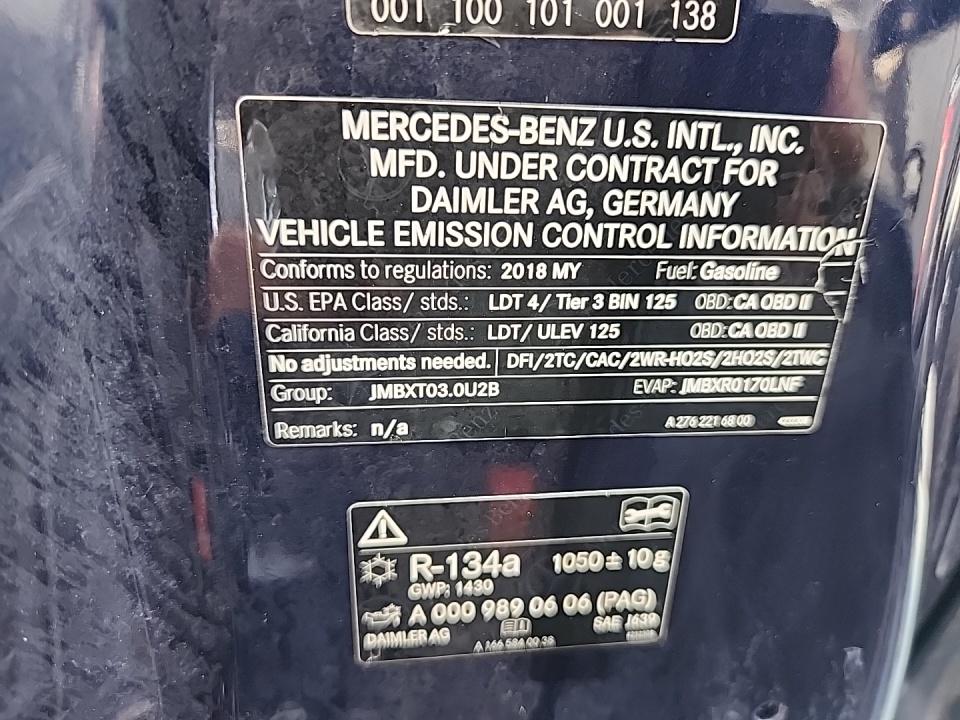 001 100 101 001 138
MERCEDES-BENZ U.S. INTL., INC.
MFD. UNDER CONTRACT FOR
DAIMLER AG, GERMANY
VEHICLE EMISSION CONTROL INFORMATION
Conforms to regulations: 2018 MY Fuel: Gasoline
U.S. EPA Class/ stds.: LDT 4/ Tier 3 BIN 125 OBD: CA OBD II
California Class/ stds.: LDT/ ULEV 125 OBD: CA OBD II
No adjustments needed. DFI/2TC/CAC/2WR-HO2S/2HO2S/2TWC
Group: JMBXT03.0U2B EVAP: JMBXR0170LNF
Remarks: n/a A 276 221 68 00
R-134a 1050 ± 10g
GWP: 1430
A 000 989 06 06 (PAG)
DAIMLER AG SAE J639
A 166 584 00 38